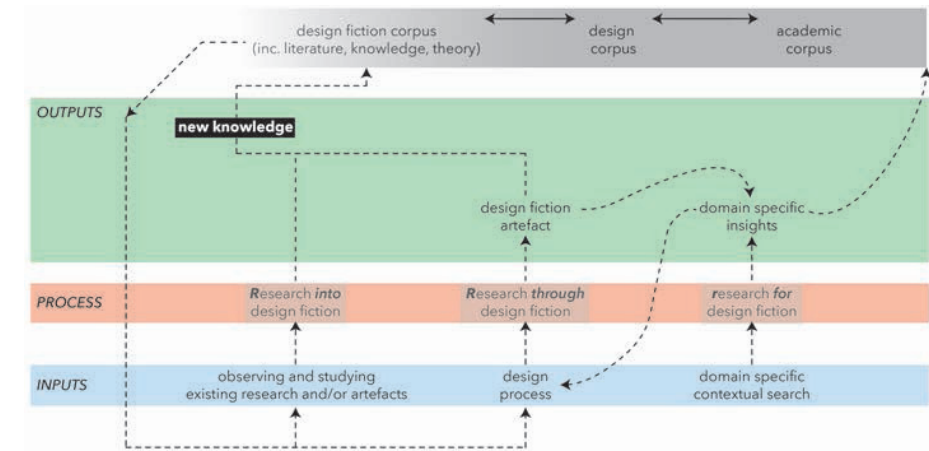 design fiction corpus
(inc. literature, knowledge, theory)
design
corpus
academic
corpus
OUTPUTS
new knowledge
design fiction
artefact
domain specific
insights
PROCESS
Research into
design fiction
Research through
design fiction
research for
design fiction
INPUTS
observing and studying
existing research and/or artefacts
design
process
domain specific
contextual search